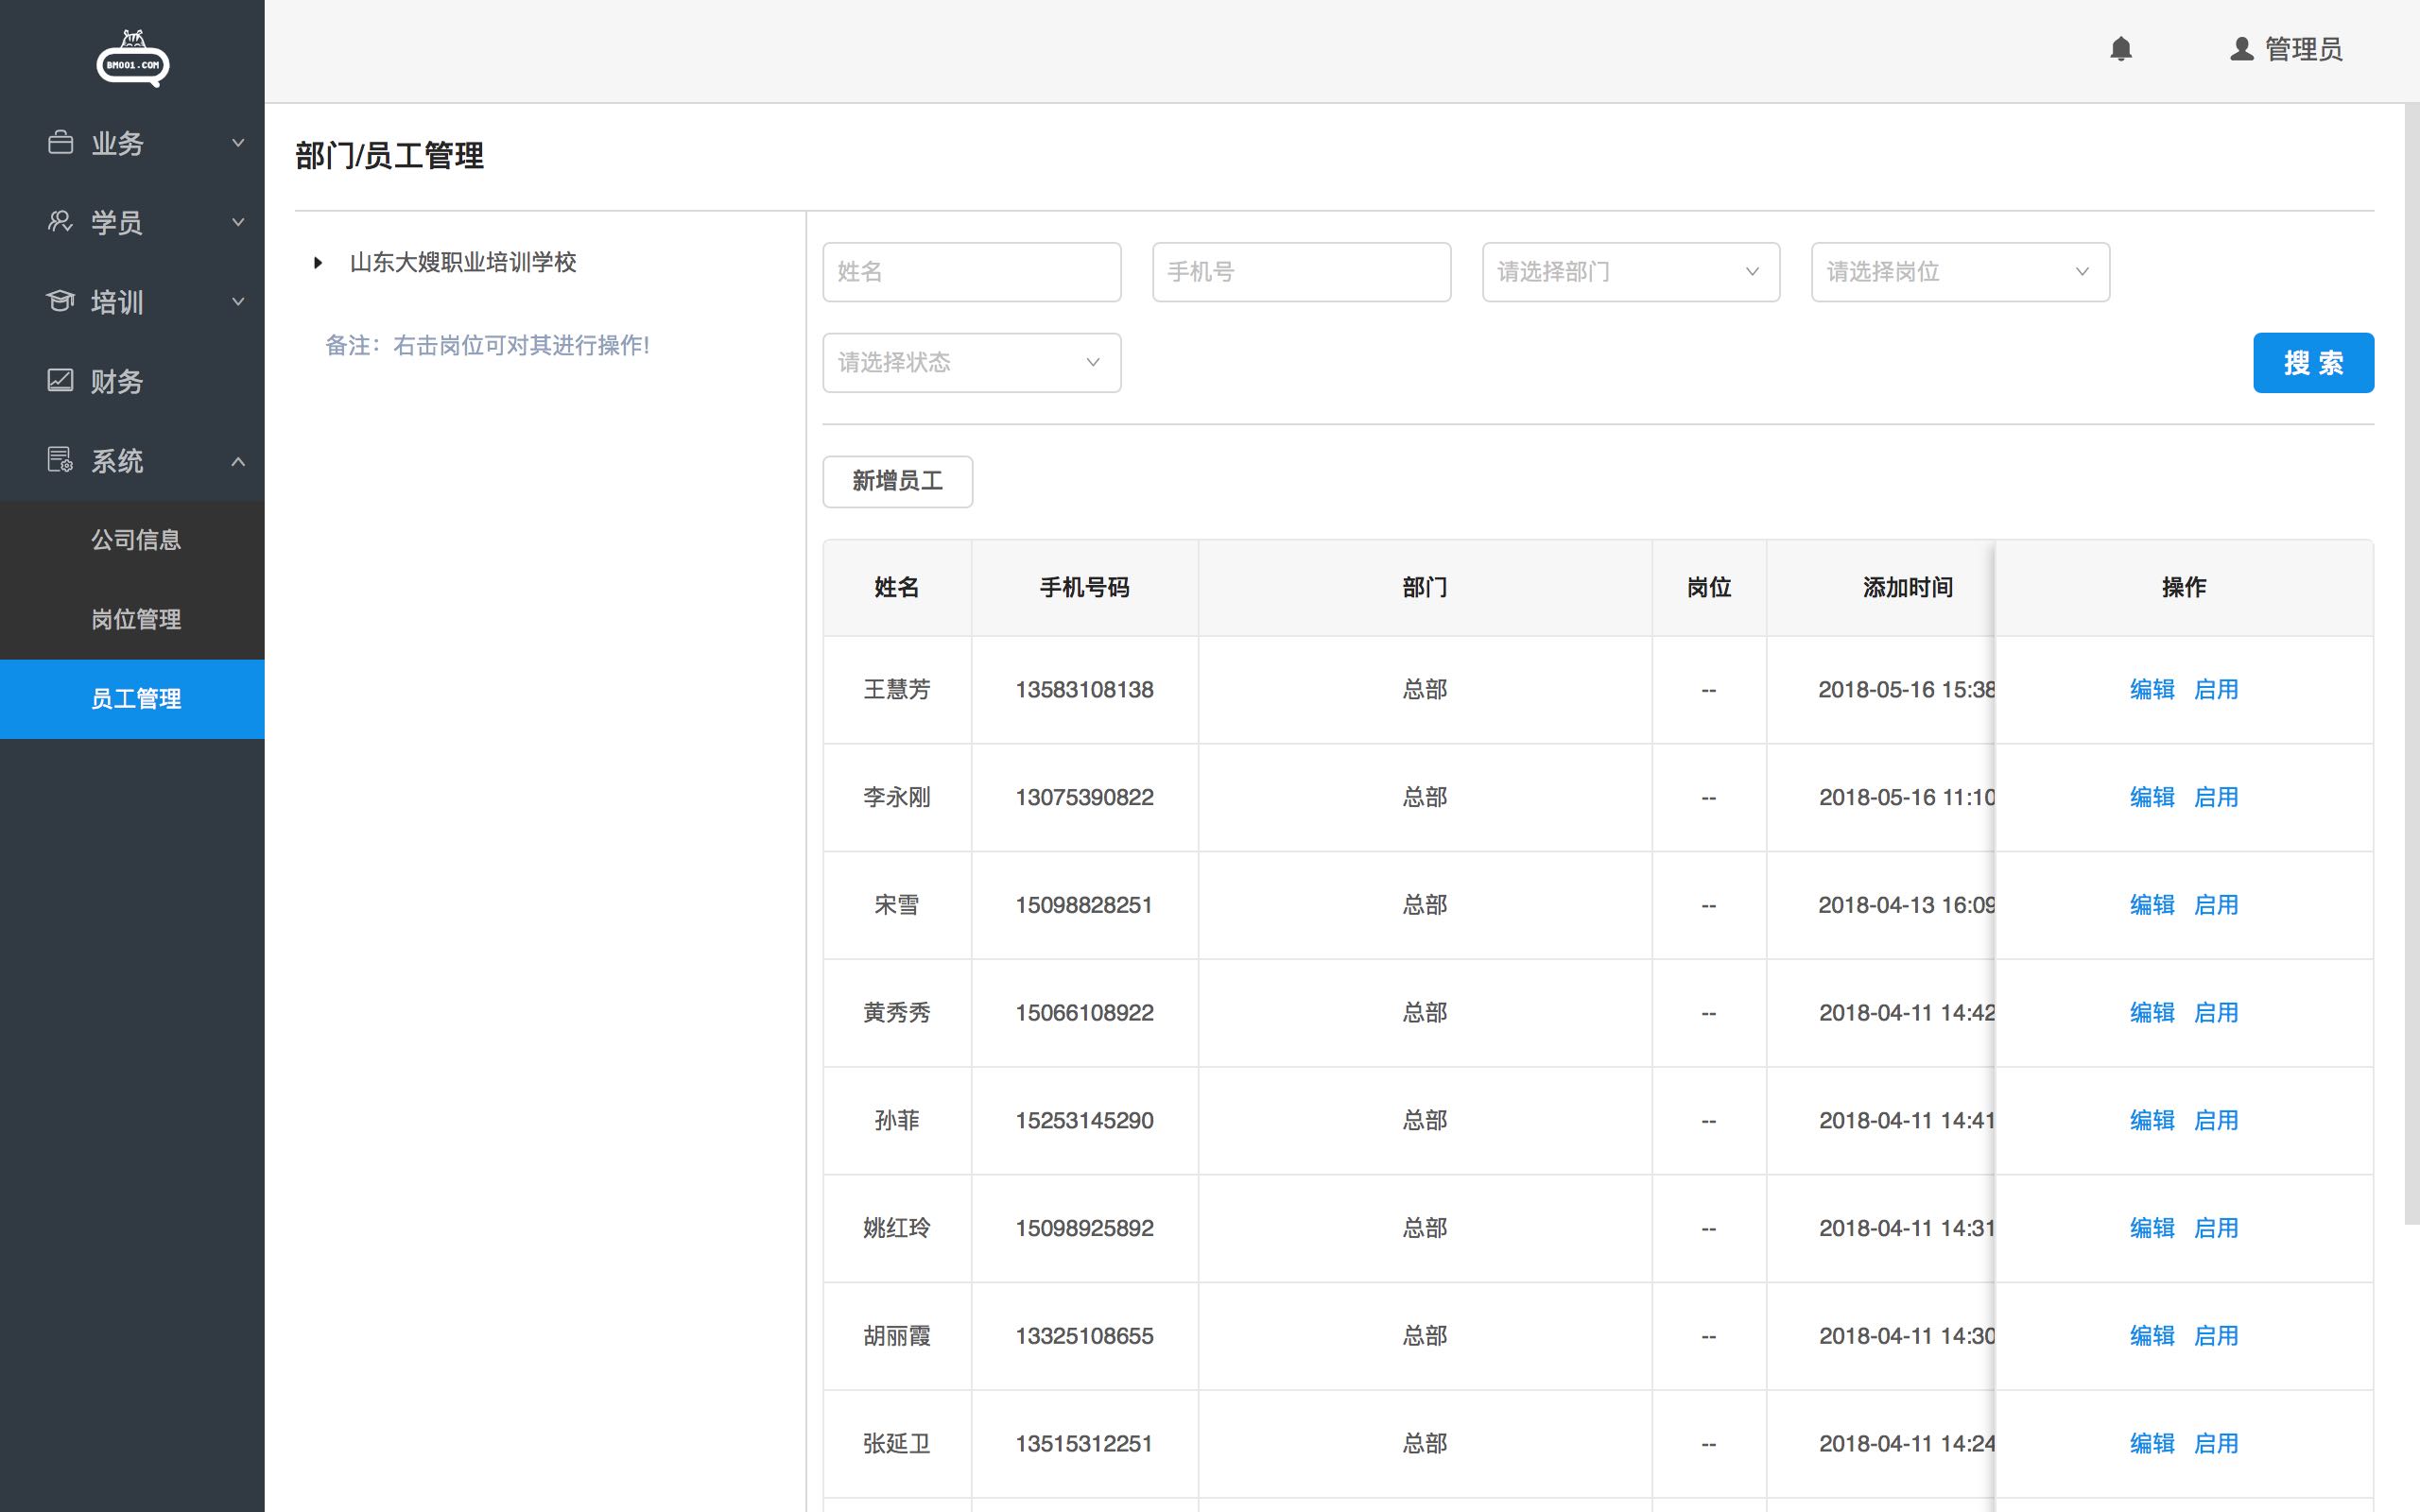 BM001.COM
管理员
业务
学员
培训
财务
系统
公司信息
岗位管理
员工管理
部门/员工管理
山东大嫂职业培训学校
备注：右击岗位可对其进行操作!
姓名 手机号 请选择部门 请选择岗位
请选择状态 搜 索
新增员工
姓名 手机号码 部门 岗位 添加时间 操作
王慧芳 13583108138 总部 -- 2018-05-16 15:38 编辑 启用
李永刚 13075390822 总部 -- 2018-05-16 11:10 编辑 启用
宋雪 15098828251 总部 -- 2018-04-13 16:09 编辑 启用
黄秀秀 15066108922 总部 -- 2018-04-11 14:42 编辑 启用
孙菲 15253145290 总部 -- 2018-04-11 14:41 编辑 启用
姚红玲 15098925892 总部 -- 2018-04-11 14:31 编辑 启用
胡丽霞 13325108655 总部 -- 2018-04-11 14:30 编辑 启用
张延卫 13515312251 总部 -- 2018-04-11 14:24 编辑 启用